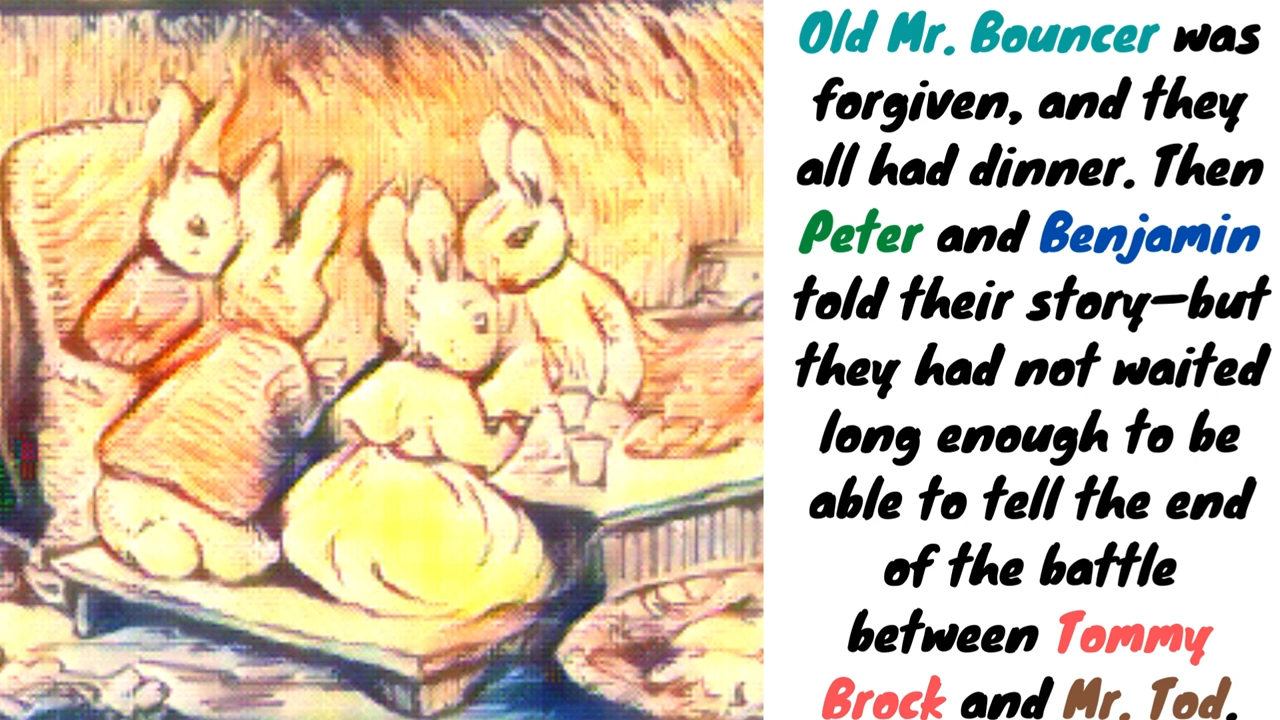 Old Mr. Bouncer was
forgiven, and they
all had dinner. Then
Peter and Benjamin
told their story—but
they had not waited
long enough to be
able to tell the end
of the battle
between Tommy
Brock and Mr. Tod.